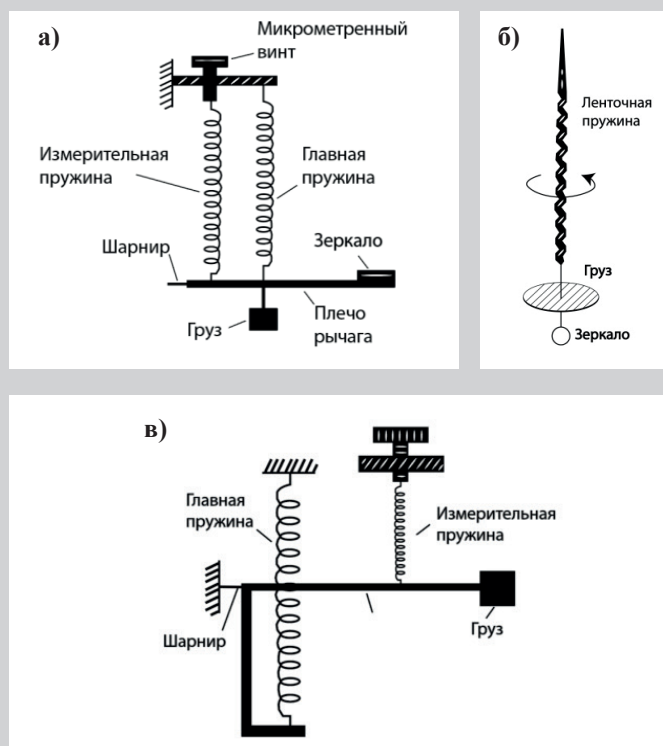 а)
Микрометренный
винт
Измерительная
пружина
Главная
пружина
Шарнир
Зеркало
Груз
Плечо
рычага
б)
Ленточная
пружина
Груз
Зеркало
в)
Главная
пружина
Измерительная
пружина
Шарнир
Груз